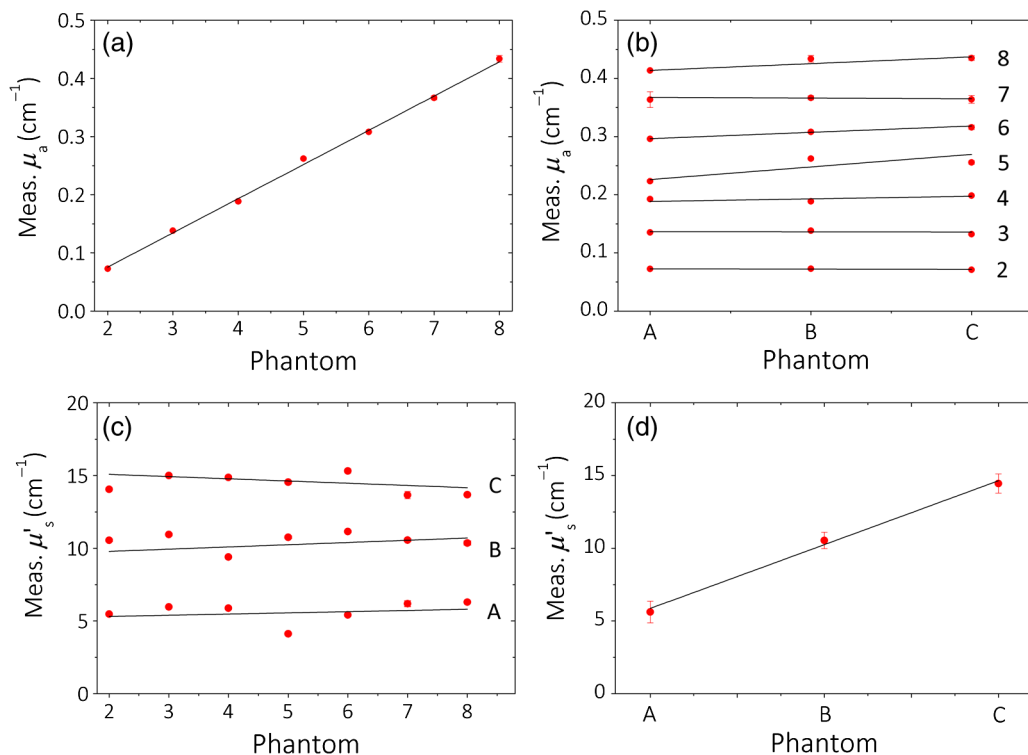 (a)
Meas. μa (cm−1)
0.5
0.4
0.3
0.2
0.1
0.0
2 3 4 5 6 7 8
Phantom
(b)
Meas. μa (cm−1)
0.5
0.4
0.3
0.2
0.1
0.0
8
7
6
5
4
3
2
A B C
Phantom
(c)
Meas. μ's (cm−1)
20
15
10
5
0
C
B
A
2 3 4 5 6 7 8
Phantom
(d)
Meas. μ's (cm−1)
20
15
10
5
0
A B C
Phantom